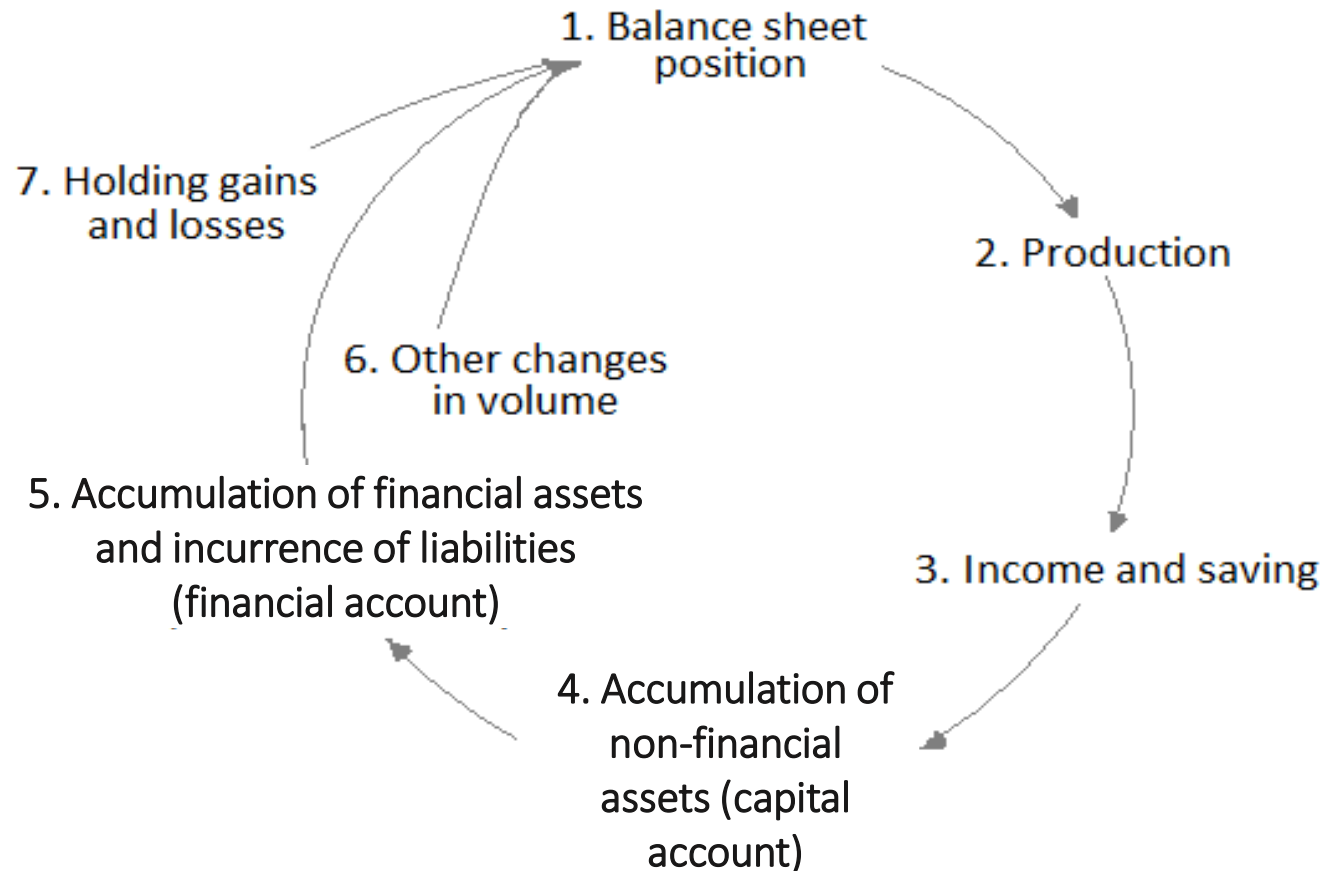 1. Balance sheet
position
2. Production
3. Income and saving
4. Accumulation of
non-financial
assets (capital
account)
5. Accumulation of financial assets
and incurrence of liabilities
(financial account)
6. Other changes
in volume
7. Holding gains
and losses